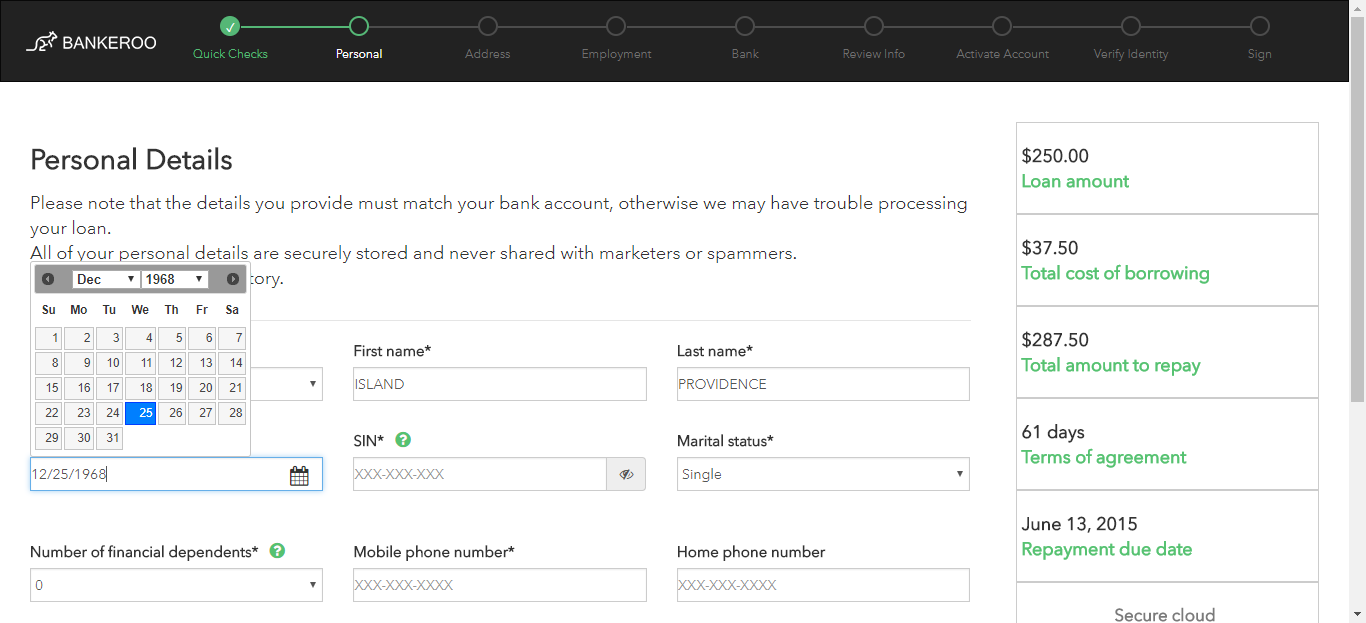 BANKEROO
Quick Checks
Personal
Address
Employment
Bank
Review Info
Activate Account
Verify Identity
Sign
Personal Details
Please note that the details you provide must match your bank account, otherwise we may have trouble processing
your loan.
All of your personal details are securely stored and never shared with marketers or spammers.
tory.
Dec 1968
Su Mo Tu We Th Fr Sa
1 2 3 4 5 6 7
8 9 10 11 12 13 14
15 16 17 18 19 20 21
22 23 24 25 26 27 28
29 30 31
First name*
ISLAND
Last name*
PROVIDENCE
12/25/1968
SIN* ?
XXX-XXX-XXX
Marital status*
Single
Number of financial dependents* ?
0
Mobile phone number*
XXX-XXX-XXXX
Home phone number
XXX-XXX-XXXX
$250.00
Loan amount
$37.50
Total cost of borrowing
$287.50
Total amount to repay
61 days
Terms of agreement
June 13, 2015
Repayment due date
Secure cloud